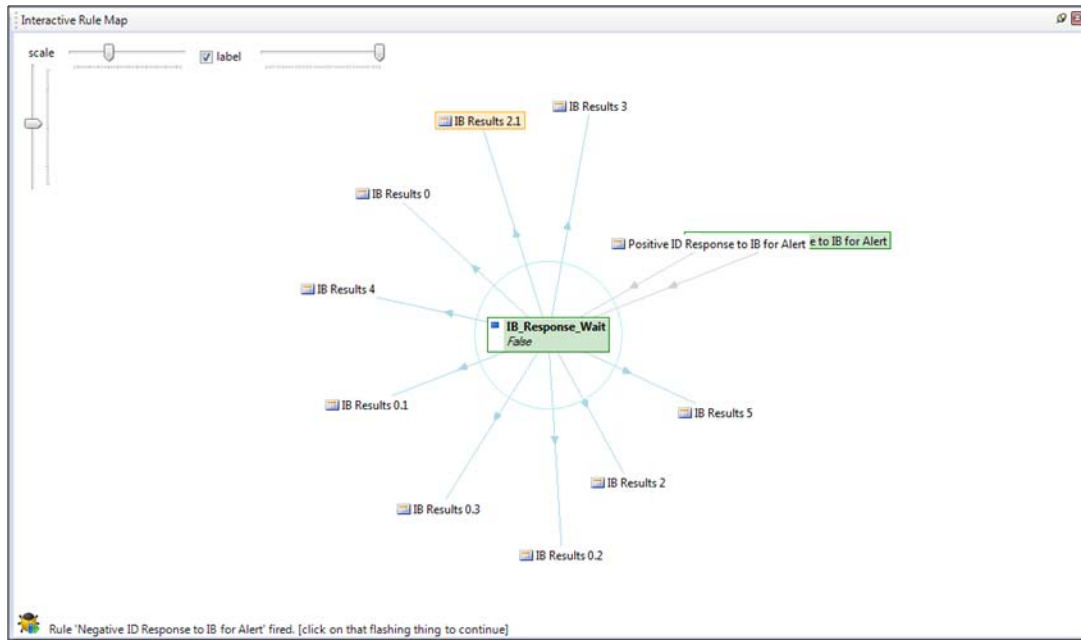 Interactive Rule Map
scale
label
IB Results 3
IB Results 2.1
IB Results 0
Positive ID Response to IB for Alert
e to IB for Alert
IB Results 4
IB_Response_Wait
False
IB Results 0.1
IB Results 5
IB Results 2
IB Results 0.3
IB Results 0.2
Rule 'Negative ID Response to IB for Alert' fired. [click on that flashing thing to continue]